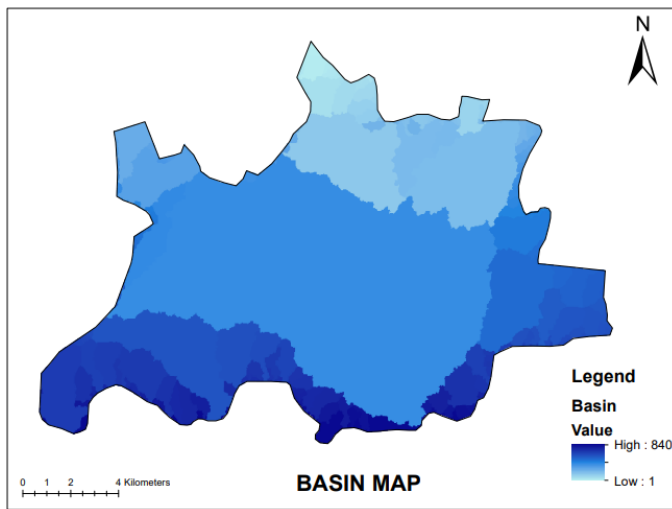 N
Legend
Basin
Value
High : 840
Low : 1
0 1 2 4 Kilometers
BASIN MAP